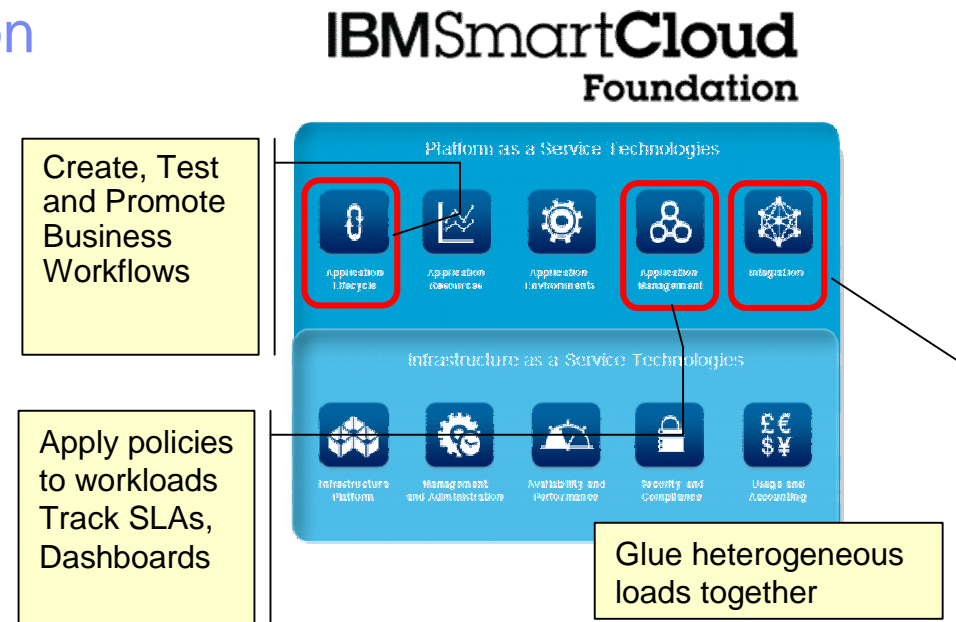 on
IBMSmartCloud
Foundation
Create, Test
and Promote
Business
Workflows
Platform as a Service Technologies
Application
Lifecycle
Application
Resources
Application
Environments
Application
Management
Integration
Infrastructure as a Service Technologies
Infrastructure
Platform
Management
and Administration
Availability and
Performance
Security and
Compliance
Usage and
Accounting
£€
$¥
Apply policies
to workloads
Track SLAs,
Dashboards
Glue heterogeneous
loads together